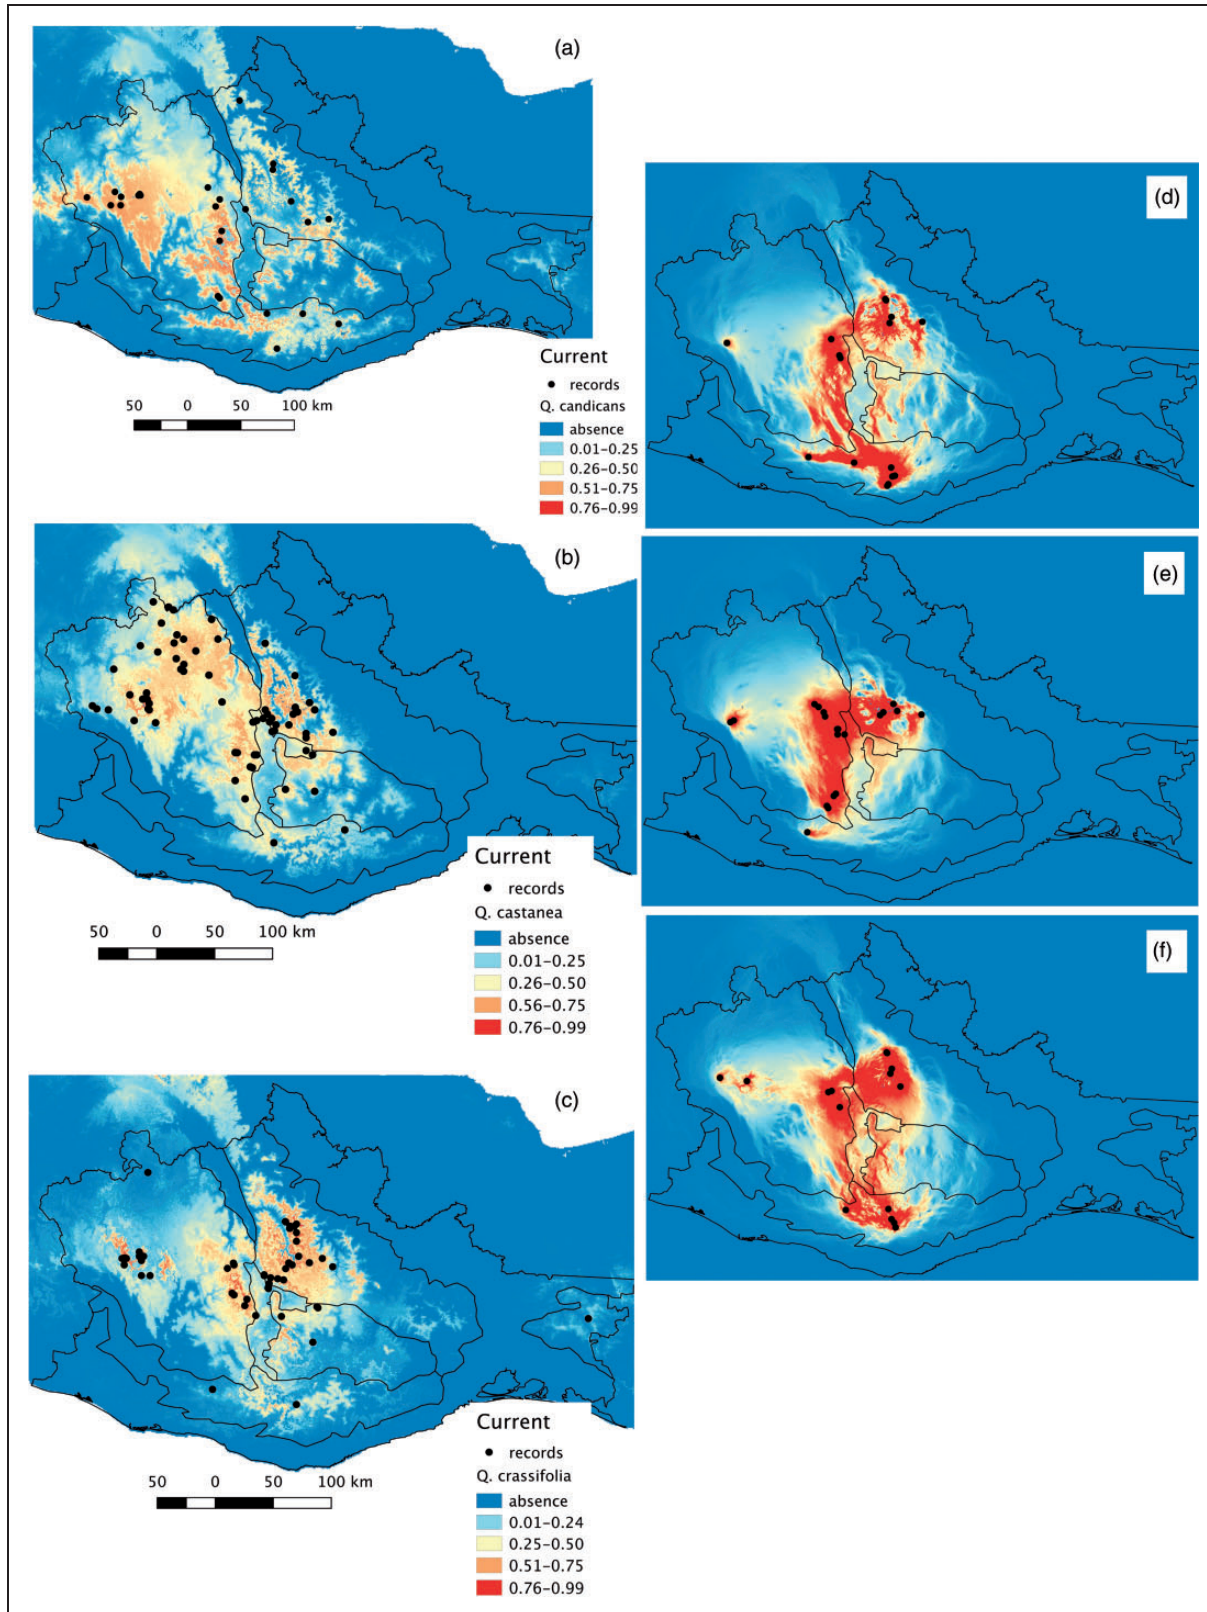 (a)
Current
records
Q. candicans
absence
0.01–0.25
0.26–0.50
0.51–0.75
0.76–0.99
50 0 50 100 km
(b)
Current
records
Q. castanea
absence
0.01–0.25
0.26–0.50
0.56–0.75
0.76–0.99
50 0 50 100 km
(c)
Current
records
Q. crassifolia
absence
0.01–0.24
0.25–0.50
0.51–0.75
0.76–0.99
50 0 50 100 km
(d)
(e)
(f)